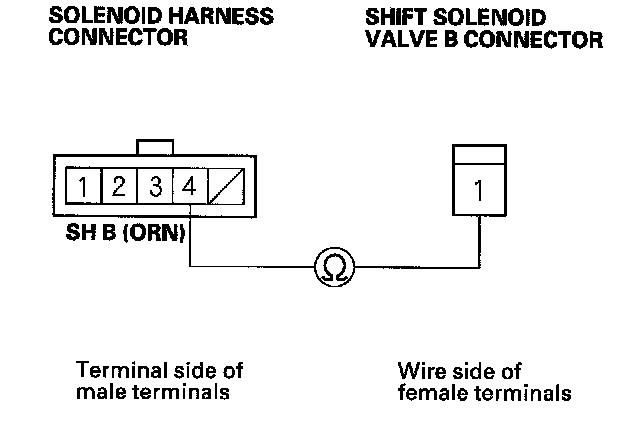 SOLENOID HARNESS
CONNECTOR
SHIFT SOLENOID
VALVE B CONNECTOR
1 2 3 4
1
SH B (ORN)
Ω
Terminal side of
male terminals
Wire side of
female terminals